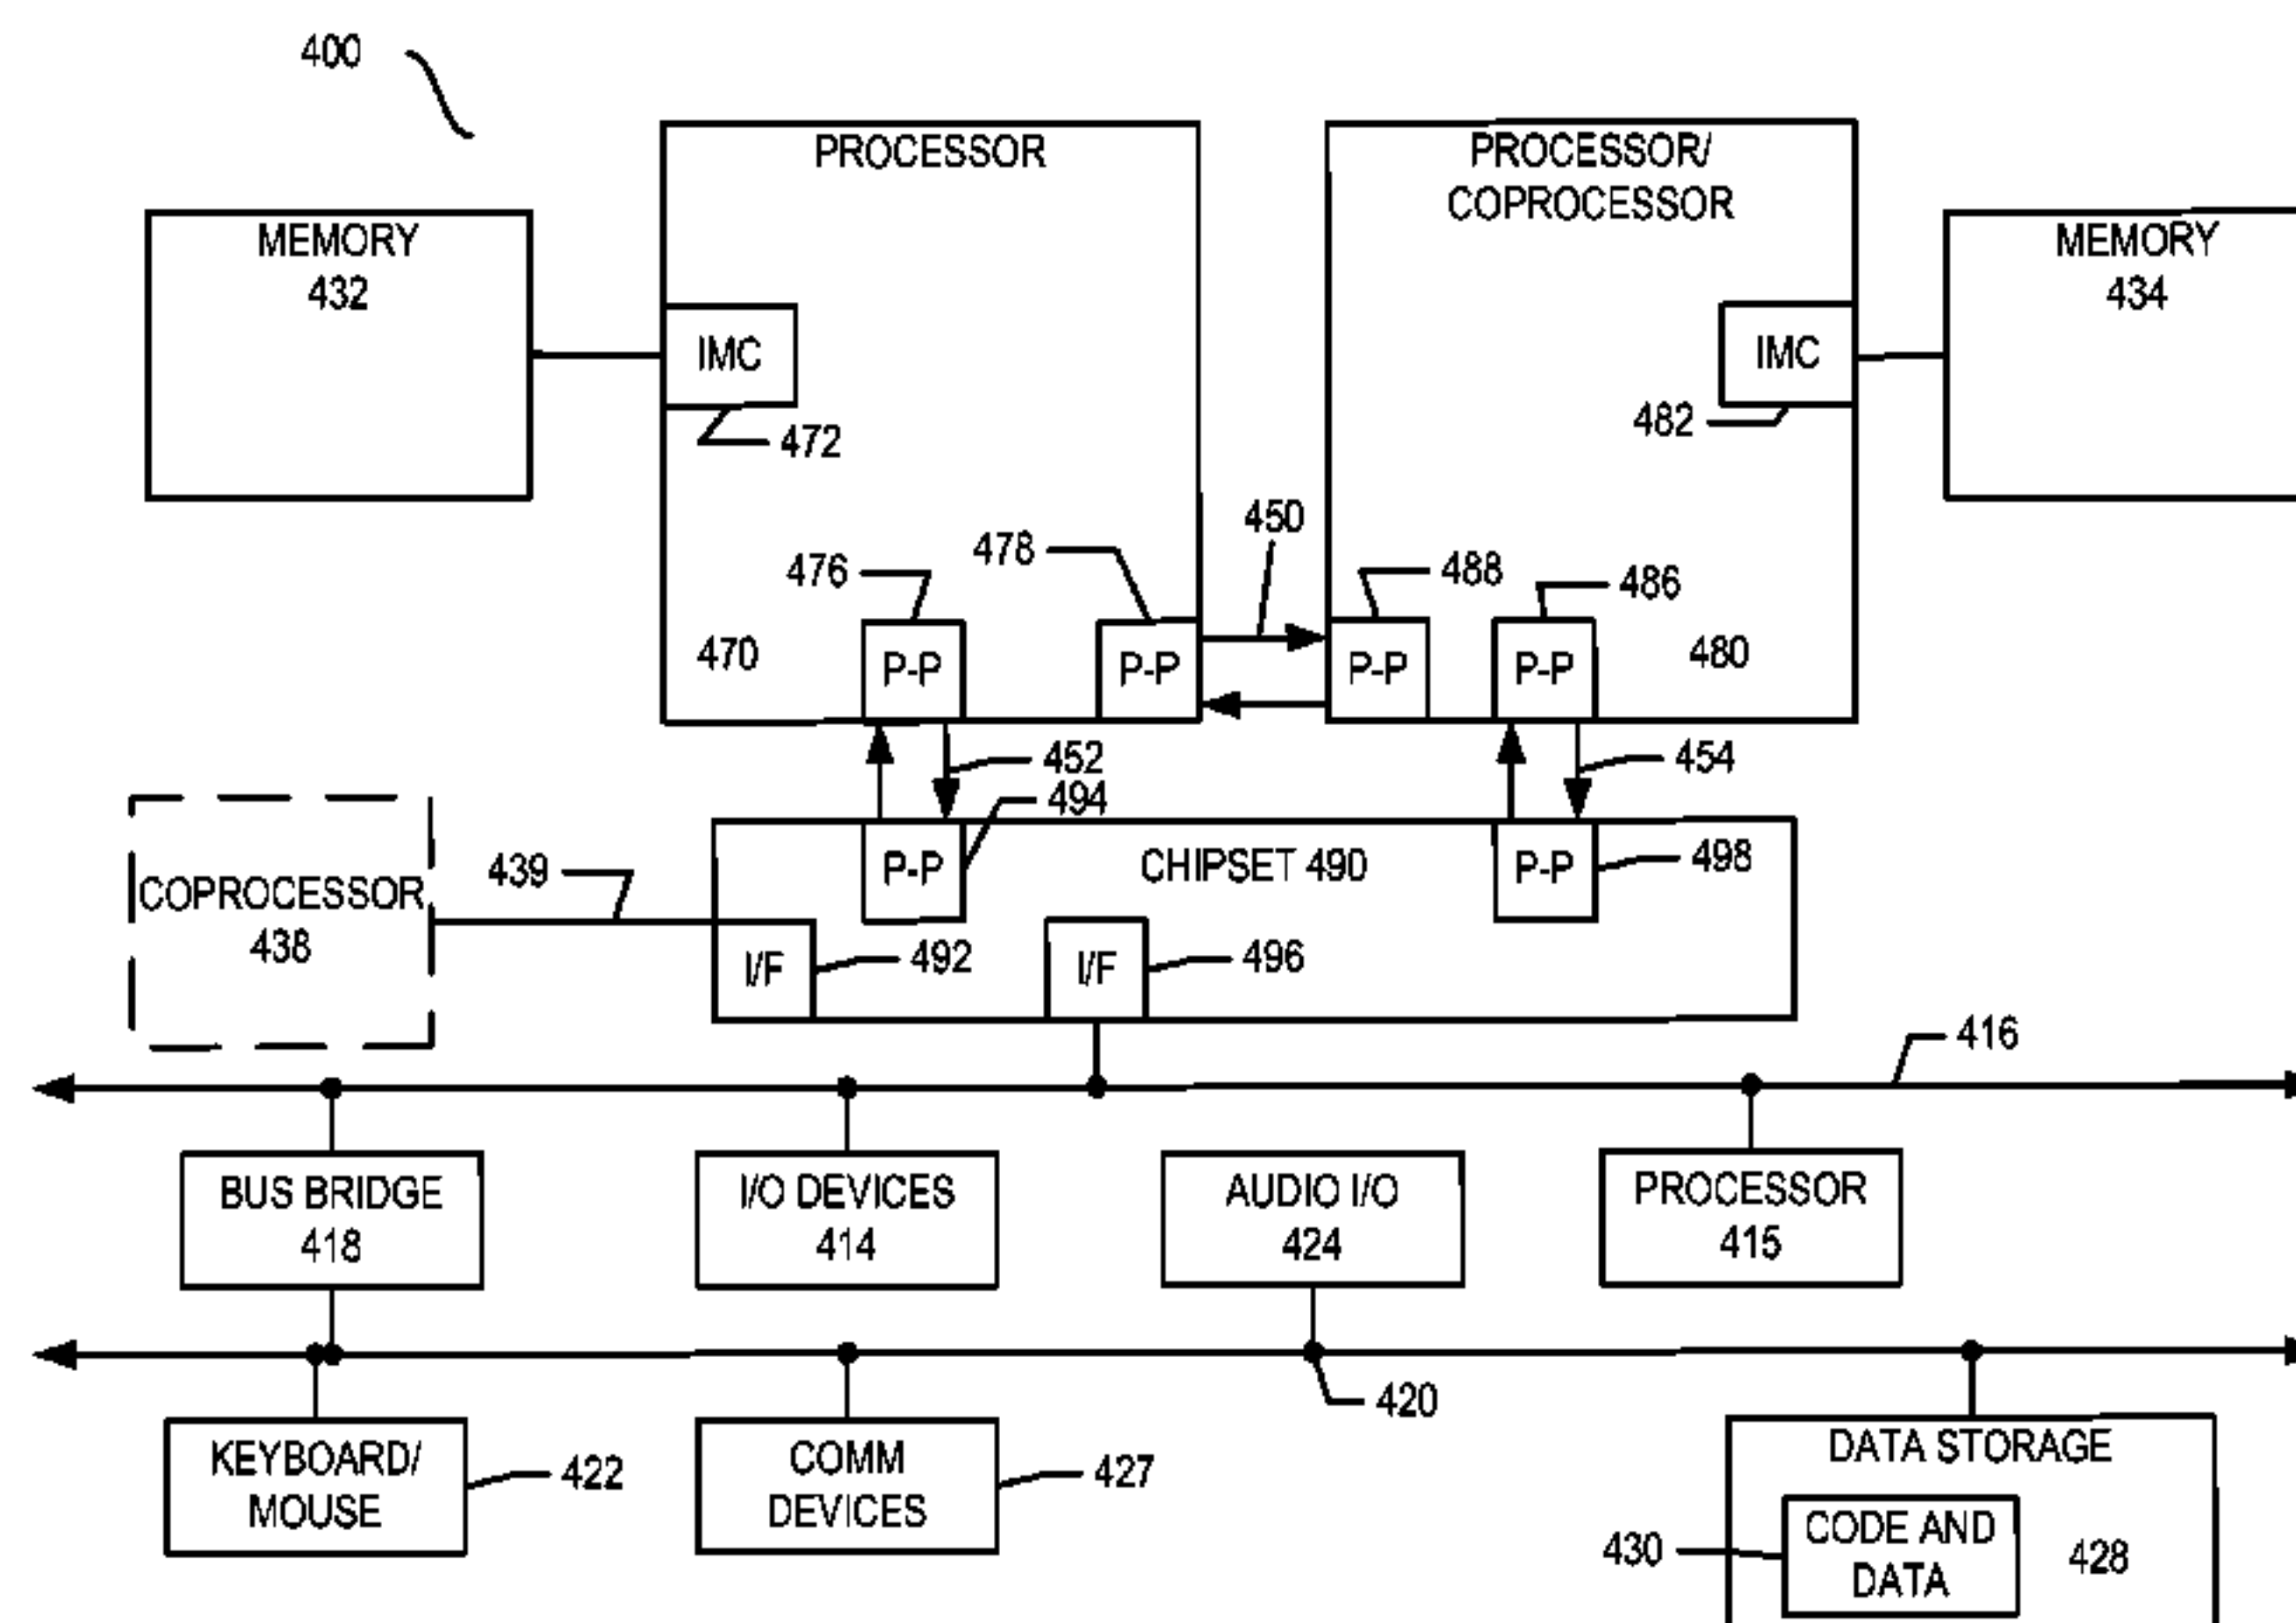 400
PROCESSOR
PROCESSOR/
COPROCESSOR
MEMORY
432
MEMORY
434
IMC
472
IMC
482
450
476
478
488
486
470
P-P
P-P
P-P
P-P
480
452
454
494
COPROCESSOR
438
439
P-P
CHIPSET 490
P-P
498
I/F
492
I/F
496
416
BUS BRIDGE
418
I/O DEVICES
414
AUDIO I/O
424
PROCESSOR
415
420
KEYBOARD/
MOUSE
422
COMM
DEVICES
427
DATA STORAGE
430
CODE AND
DATA
428